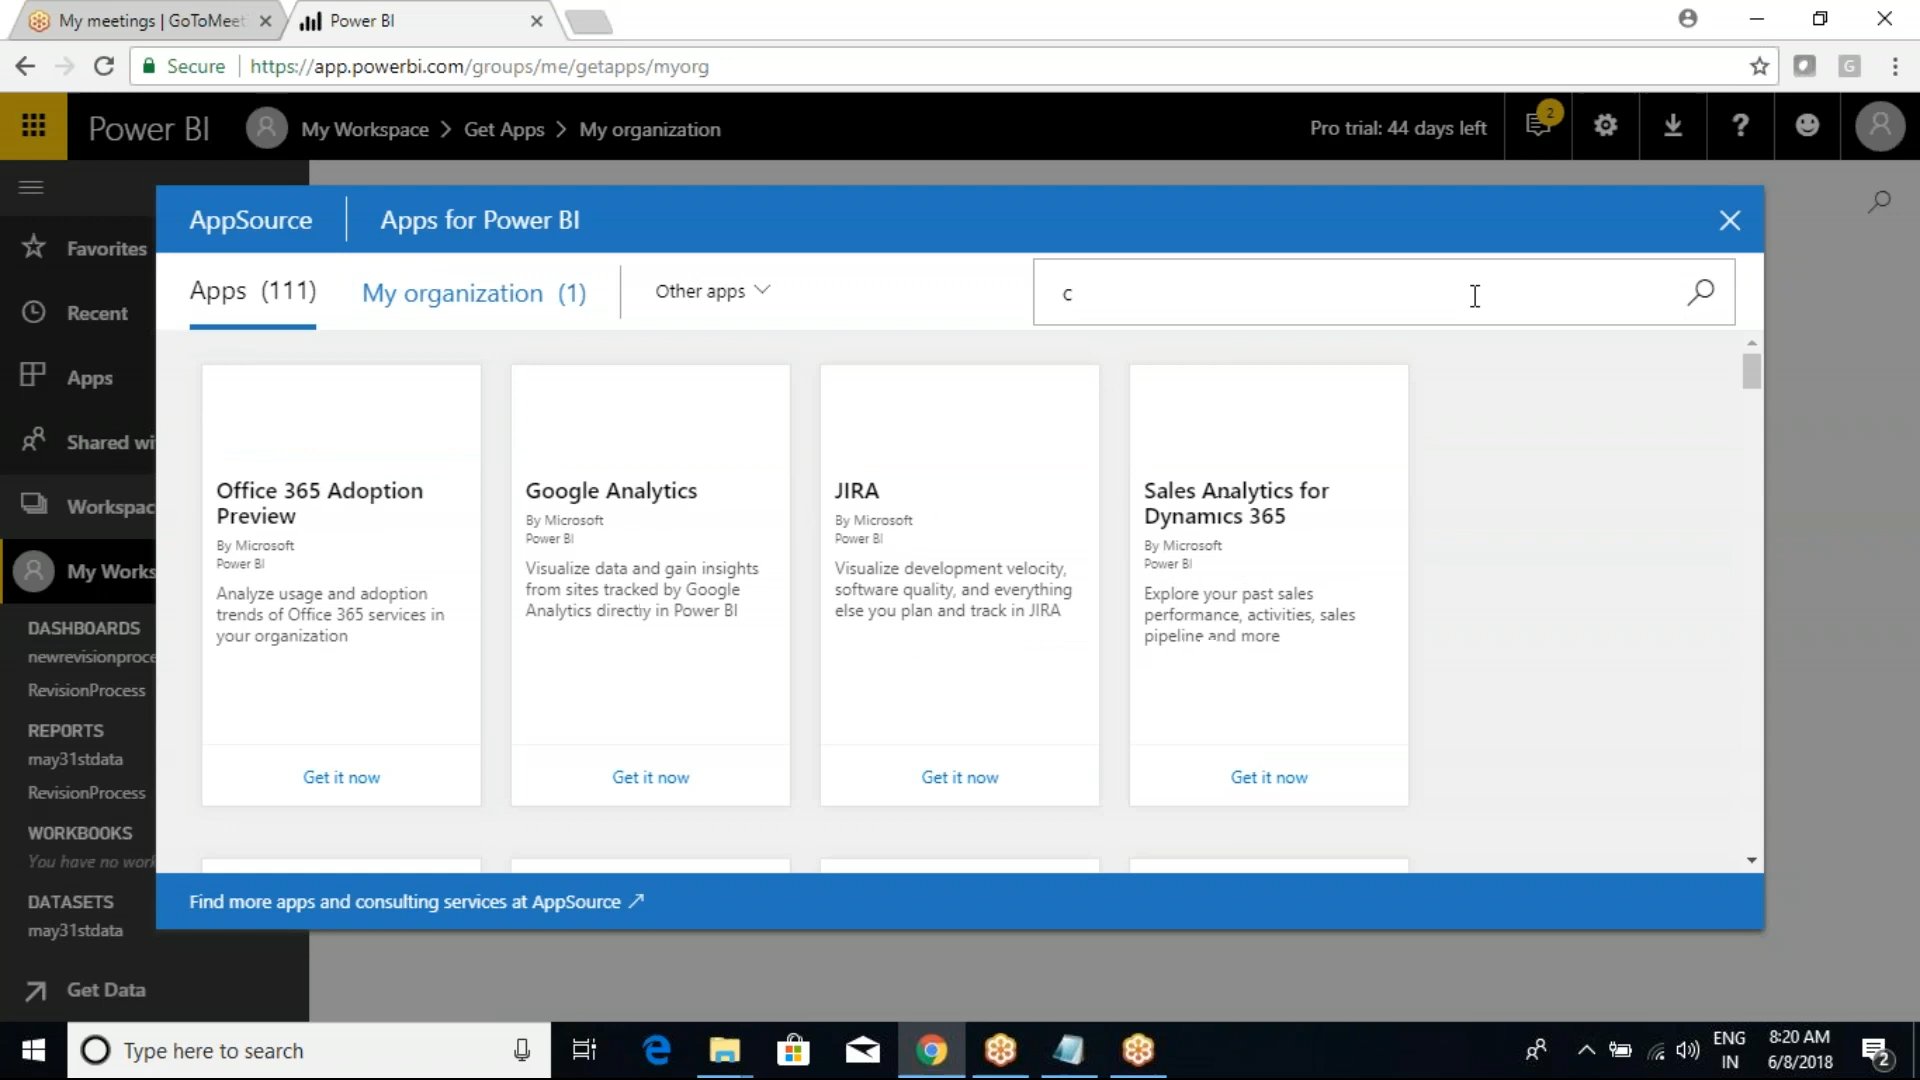 My meetings | GoToMeet
Power BI
Secure
https://app.powerbi.com/groups/me/getapps/myorg
Power BI
My Workspace > Get Apps > My organization
Pro trial: 44 days left
2
AppSource
Apps for Power BI
Favorites
Recent
Apps
Shared wi
Workspac
My Works
Apps (111)
My organization (1)
Other apps
c
Office 365 Adoption
Preview
By Microsoft
Power BI
Analyze usage and adoption
trends of Office 365 services in
your organization
Get it now
Google Analytics
By Microsoft
Power BI
Visualize data and gain insights
from sites tracked by Google
Analytics directly in Power BI
Get it now
JIRA
By Microsoft
Power BI
Visualize development velocity,
software quality, and everything
else you plan and track in JIRA
Get it now
Sales Analytics for
Dynamics 365
By Microsoft
Power BI
Explore your past sales
performance, activities, sales
pipeline and more
Get it now
DASHBOARDS
newrevisionproce
RevisionProcess
REPORTS
may31stdata
RevisionProcess
WORKBOOKS
You have no work
DATASETS
may31stdata
Get Data
Find more apps and consulting services at AppSource
Type here to search
ENG
IN
8:20 AM
6/8/2018
2